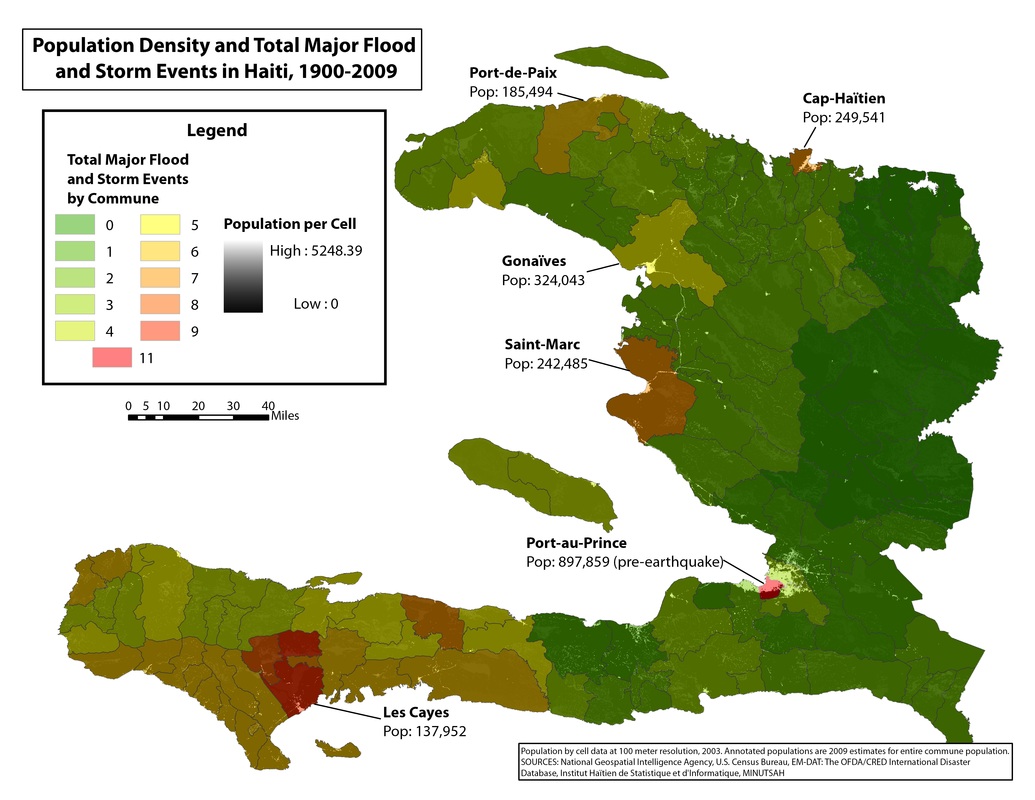 Population Density and Total Major Flood
and Storm Events in Haiti, 1900-2009
Legend
Total Major Flood
and Storm Events
by Commune
0
1
2
3
4
5
6
7
8
9
11
Population per Cell
High : 5248.39
Low : 0
0 5 10 20 30 40
Miles
Port-de-Paix
Pop: 185,494
Cap-Haïtien
Pop: 249,541
Gonaïves
Pop: 324,043
Saint-Marc
Pop: 242,485
Port-au-Prince
Pop: 897,859 (pre-earthquake)
Les Cayes
Pop: 137,952
Population by cell data at 100 meter resolution, 2003. Annotated populations are 2009 estimates for entire commune population.
SOURCES: National Geospatial Intelligence Agency, U.S. Census Bureau, EM-DAT: The OFDA/CRED International Disaster
Database, Institut Haïtien de Statistique et d'Informatique, MINUTSAH